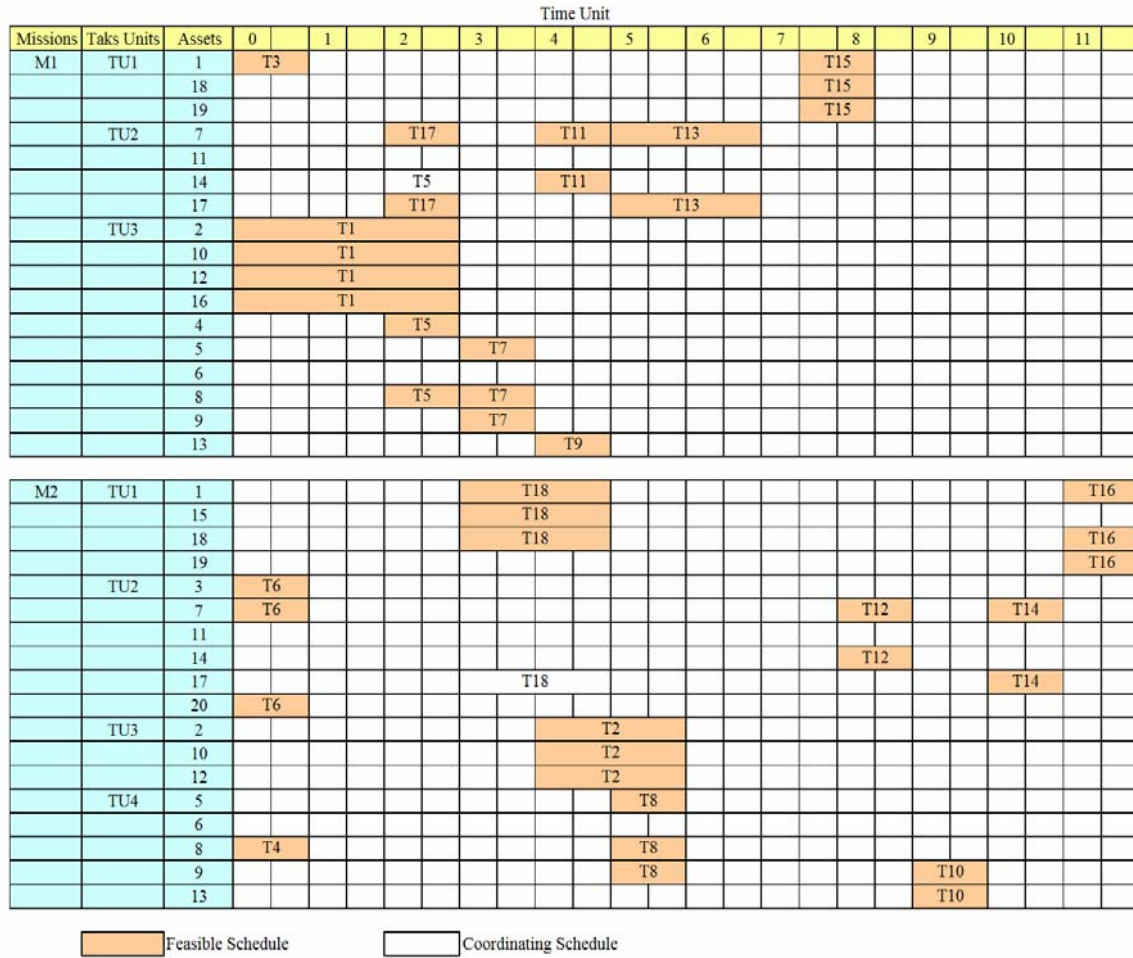 Time Unit
Missions Taks Units Assets 0 1 2 3 4 5 6 7 8 9 10 11
M1 TU1 1 T3 T15
18 T15
19 T15
TU2 7 T17 T11 T13
11
14 T5 T11
17 T17 T13
TU3 2 T1
10 T1
12 T1
16 T1
4 T5
5 T7
6
8 T5 T7
9 T7
13 T9
M2 TU1 1 T18 T16
15 T18
18 T18 T16
19 T16
TU2 3 T6
7 T6 T12 T14
11
14 T12
17 T18 T14
20 T6
TU3 2 T2
10 T2
12 T2
TU4 5 T8
6
8 T4 T8
9 T8 T10
13 T10
Feasible Schedule Coordinating Schedule